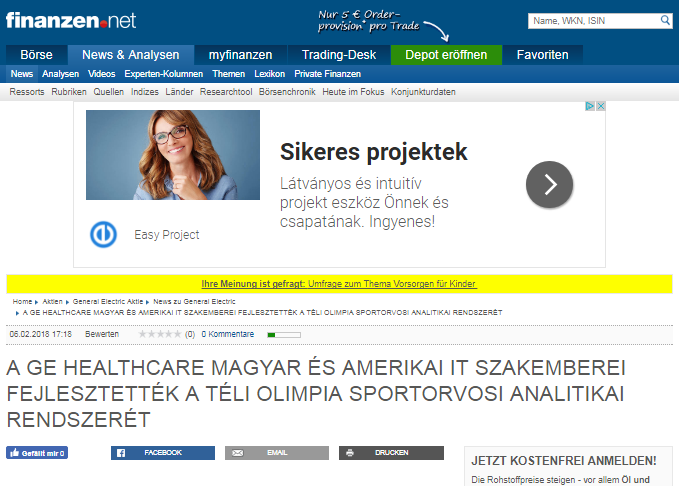 finanzen.net
Nur 5 € Order-
provision* pro Trade
Name, WKN, ISIN
Börse News & Analysen myfinanzen Trading-Desk Depot eröffnen Favoriten
News Analysen Videos Experten-Kolumnen Themen Lexikon Private Finanzen
Ressorts Rubriken Quellen Indizes Länder Researchtool Börsenchronik Heute im Fokus Konjunkturdaten
Sikeres projektek
Látványos és intuitív
projekt eszköz Önnek és
csapatának. Ingyenes!
Easy Project
Ihre Meinung ist gefragt: Umfrage zum Thema Vorsorgen für Kinder.
Home Aktien General Electric Aktie News zu General Electric
A GE HEALTHCARE MAGYAR ÉS AMERIKAI IT SZAKEMBEREI FEJLESZTETTÉK A TÉLI OLIMPIA SPORTORVOSI ANALITIKAI RENDSZERÉT
06.02.2018 17:18 Bewerten (0) 0 Kommentare
A GE HEALTHCARE MAGYAR ÉS AMERIKAI IT SZAKEMBEREI
FEJLESZTETTÉK A TÉLI OLIMPIA SPORTORVOSI ANALITIKAI
RENDSZERÉT
Gefällt mir 0 FACEBOOK EMAIL DRUCKEN
JETZT KOSTENFREI ANMELDEN!
Die Rohstoffpreise steigen - vor allem Öl und